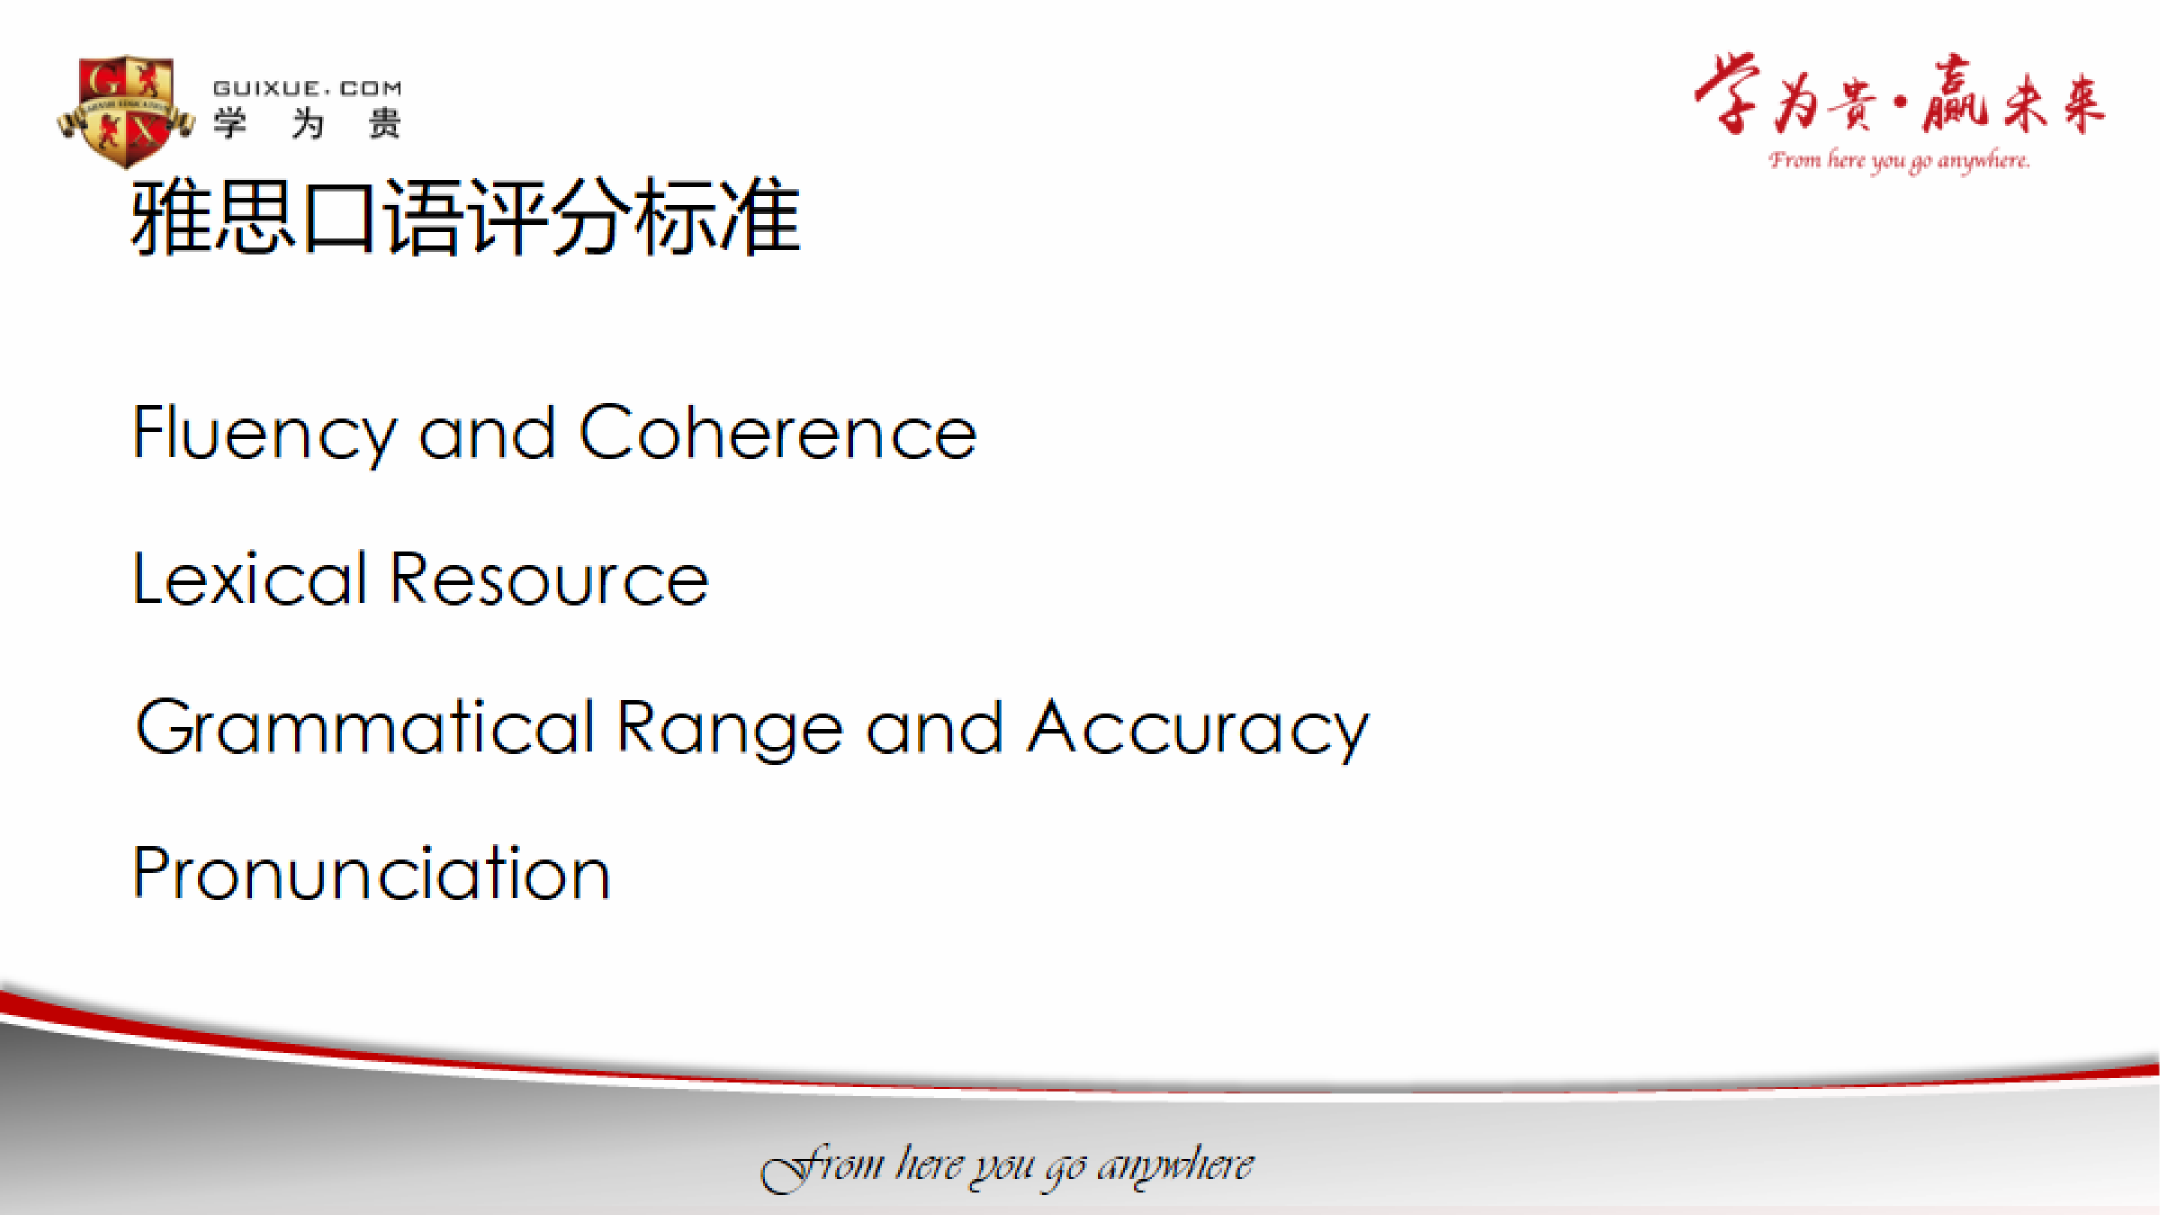 GUIXUE.COM
学为贵
学为贵·赢未来
From here you go anywhere.
雅思口语评分标准
Fluency and Coherence
Lexical Resource
Grammatical Range and Accuracy
Pronunciation
From here you go anywhere